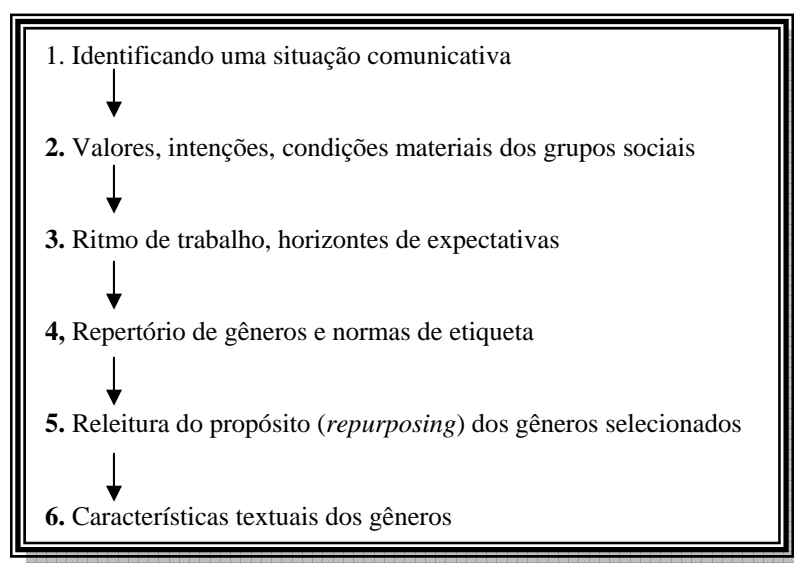 1. Identificando uma situação comunicativa
2. Valores, intenções, condições materiais dos grupos sociais
3. Ritmo de trabalho, horizontes de expectativas
4, Repertório de gêneros e normas de etiqueta
5. Releitura do propósito (repurposing) dos gêneros selecionados
6. Características textuais dos gêneros